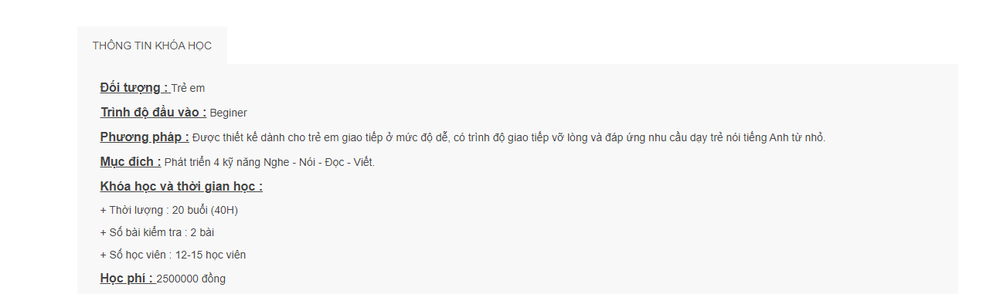 THÔNG TIN KHÓA HỌC
Đối tượng : Trẻ em
Trình độ đầu vào : Beginer
Phương pháp : Được thiết kế dành cho trẻ em giao tiếp ở mức độ dễ, có trình độ giao tiếp vỡ lòng và đáp ứng nhu cầu dạy trẻ nói tiếng Anh từ nhỏ.
Mục đích : Phát triển 4 kỹ năng Nghe - Nói - Đọc - Viết.
Khóa học và thời gian học :
+ Thời lượng : 20 buổi (40H)
+ Số bài kiểm tra : 2 bài
+ Số học viên : 12-15 học viên
Học phí : 2500000 đồng